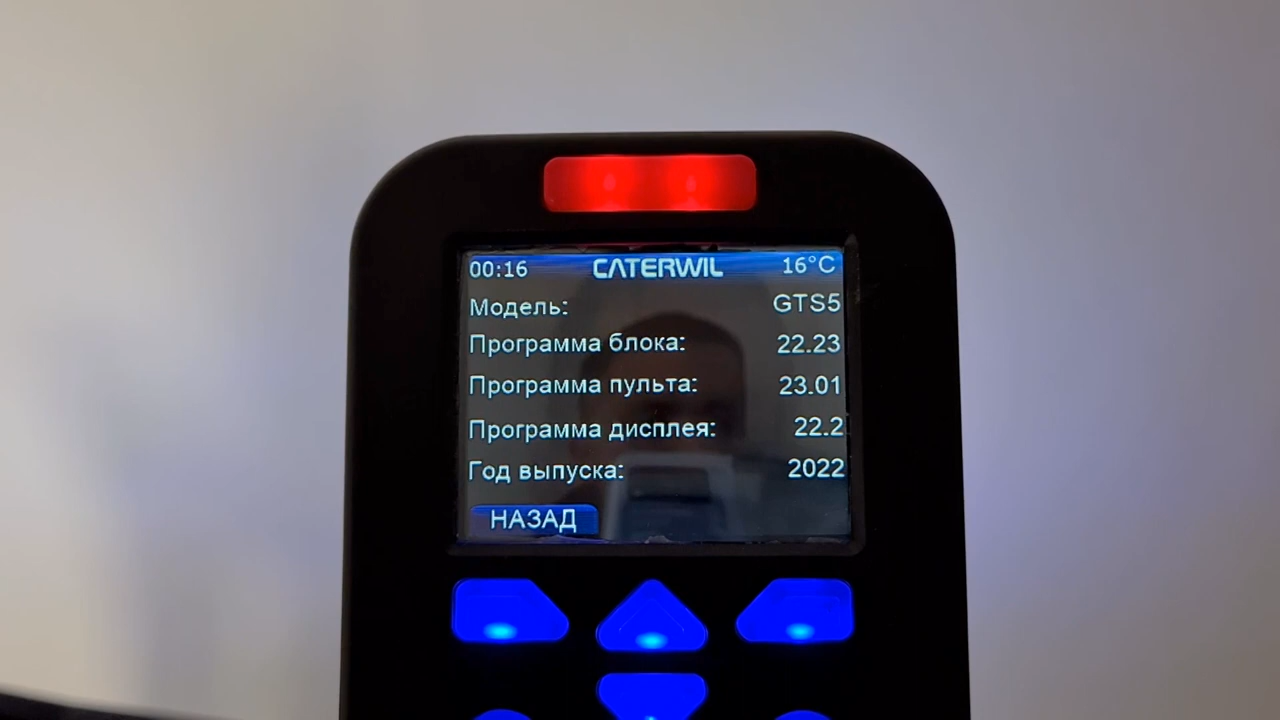 00:16 CATERWIL 16°C
Модель: GTS5
Программа блока: 22.23
Программа пульта: 23.01
Программа дисплея: 22.2
Год выпуска: 2022
НАЗАД